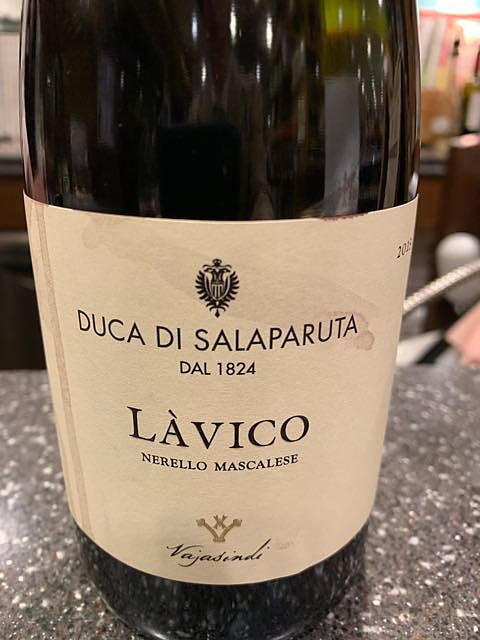 DUCA DI SALAPARUTA
DAL 1824
LÀVICO
NERELLO MASCALESE
Vajasindi